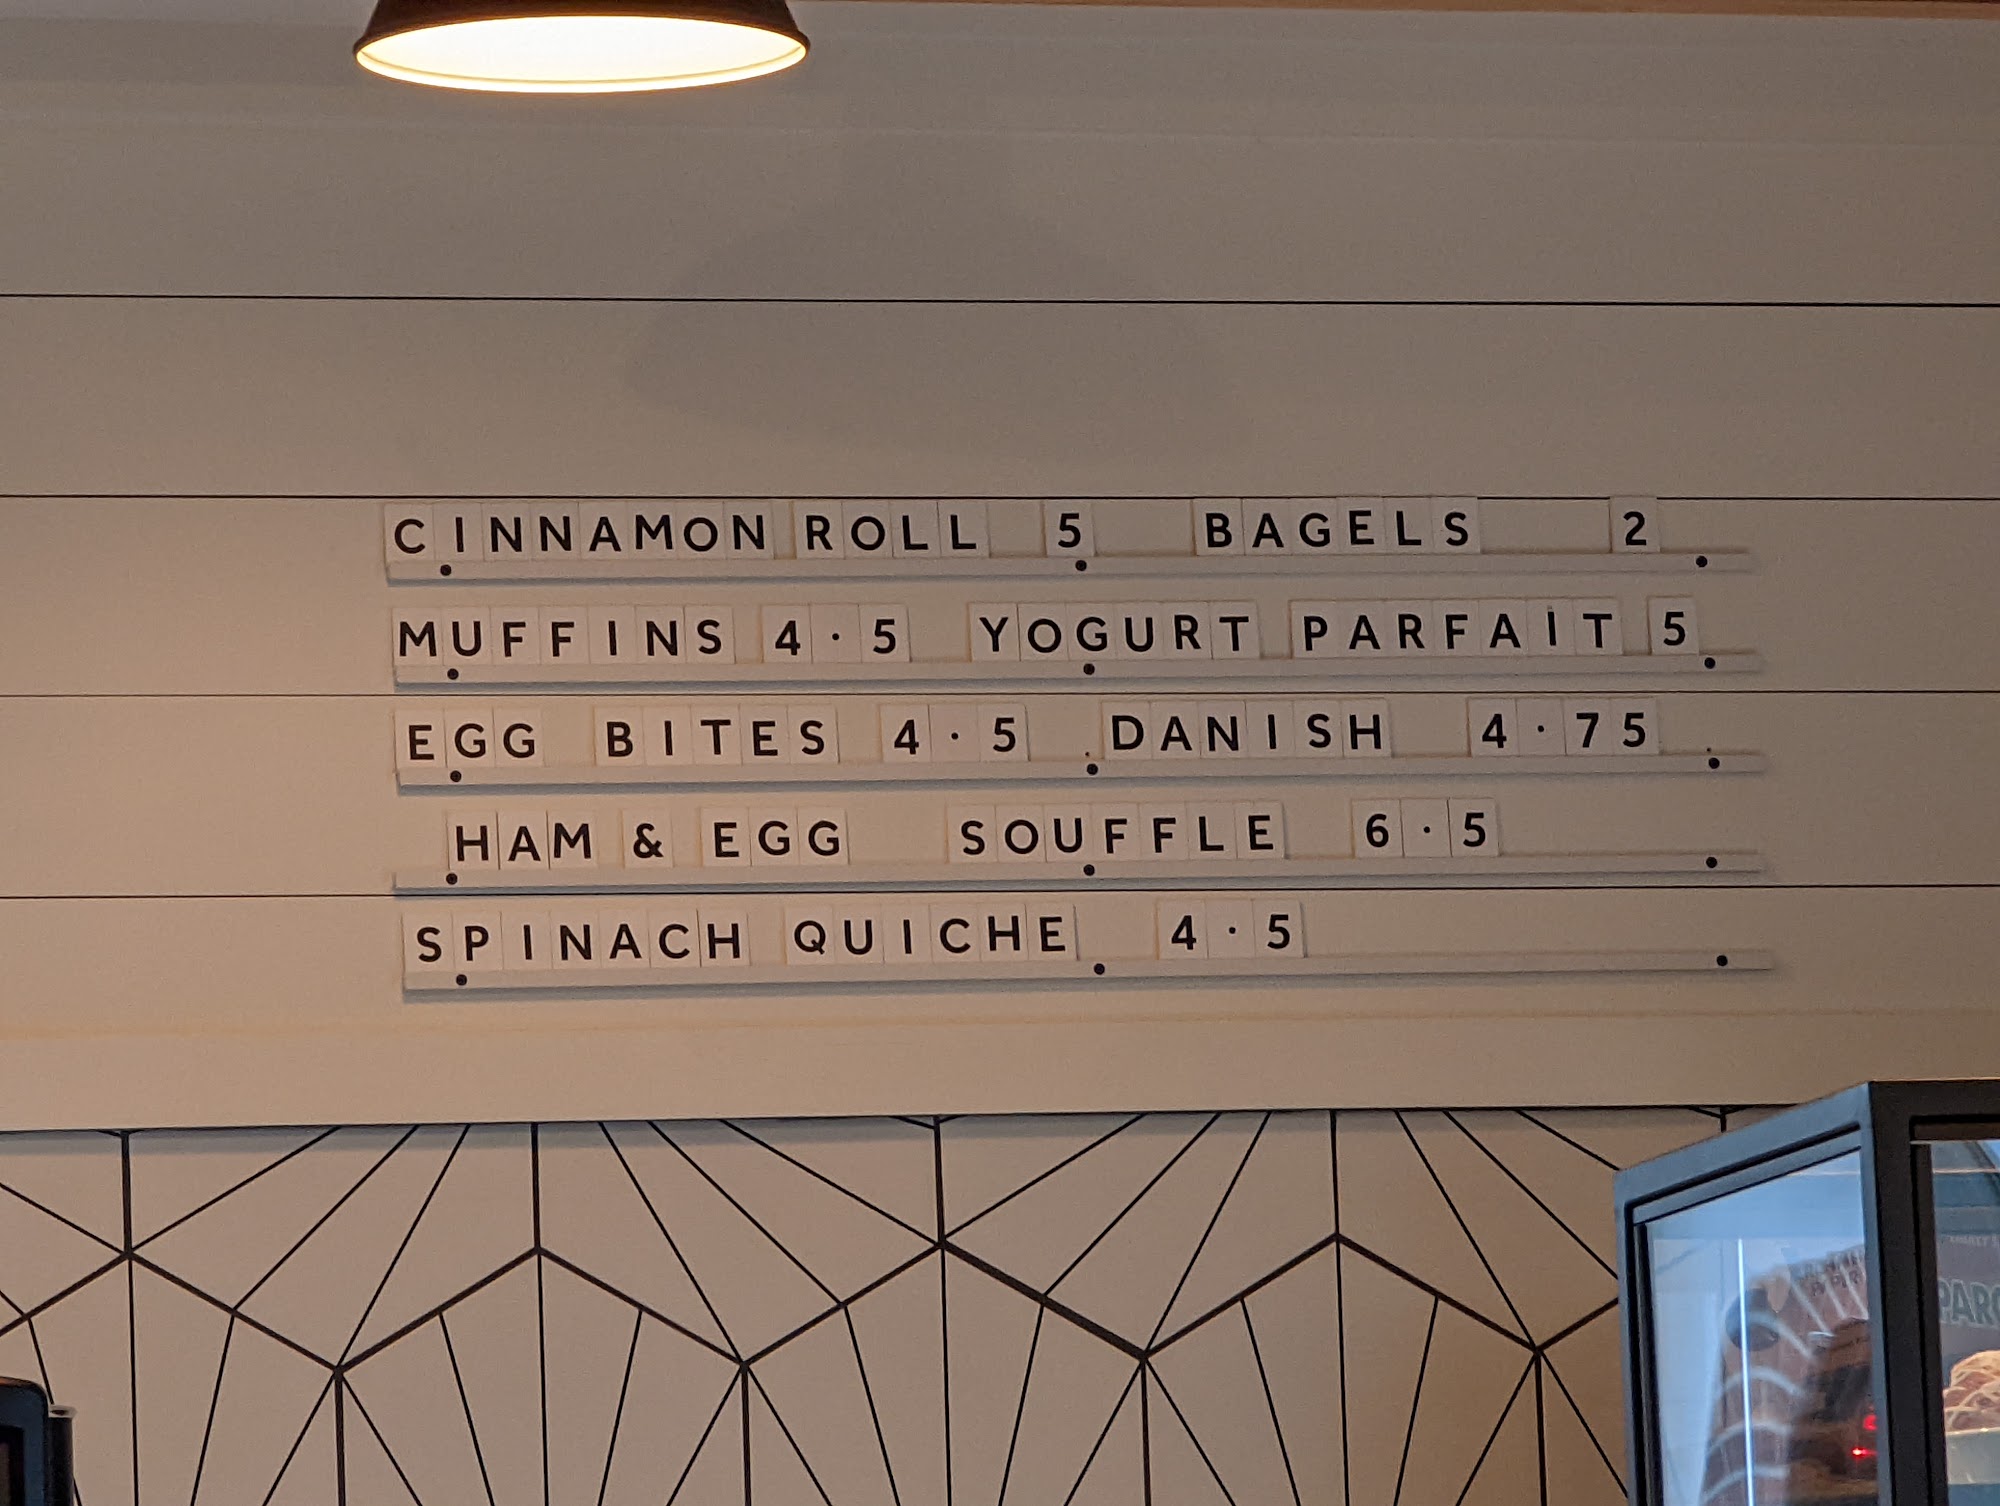 CINNAMON ROLL 5 BAGELS 2
MUFFINS 4·5 YOGURT PARFAIT 5
EGG BITES 4·5 .DANISH 4·75 .
HAM & EGG SOUFFLE 6·5
SPINACH QUICHE 4·5